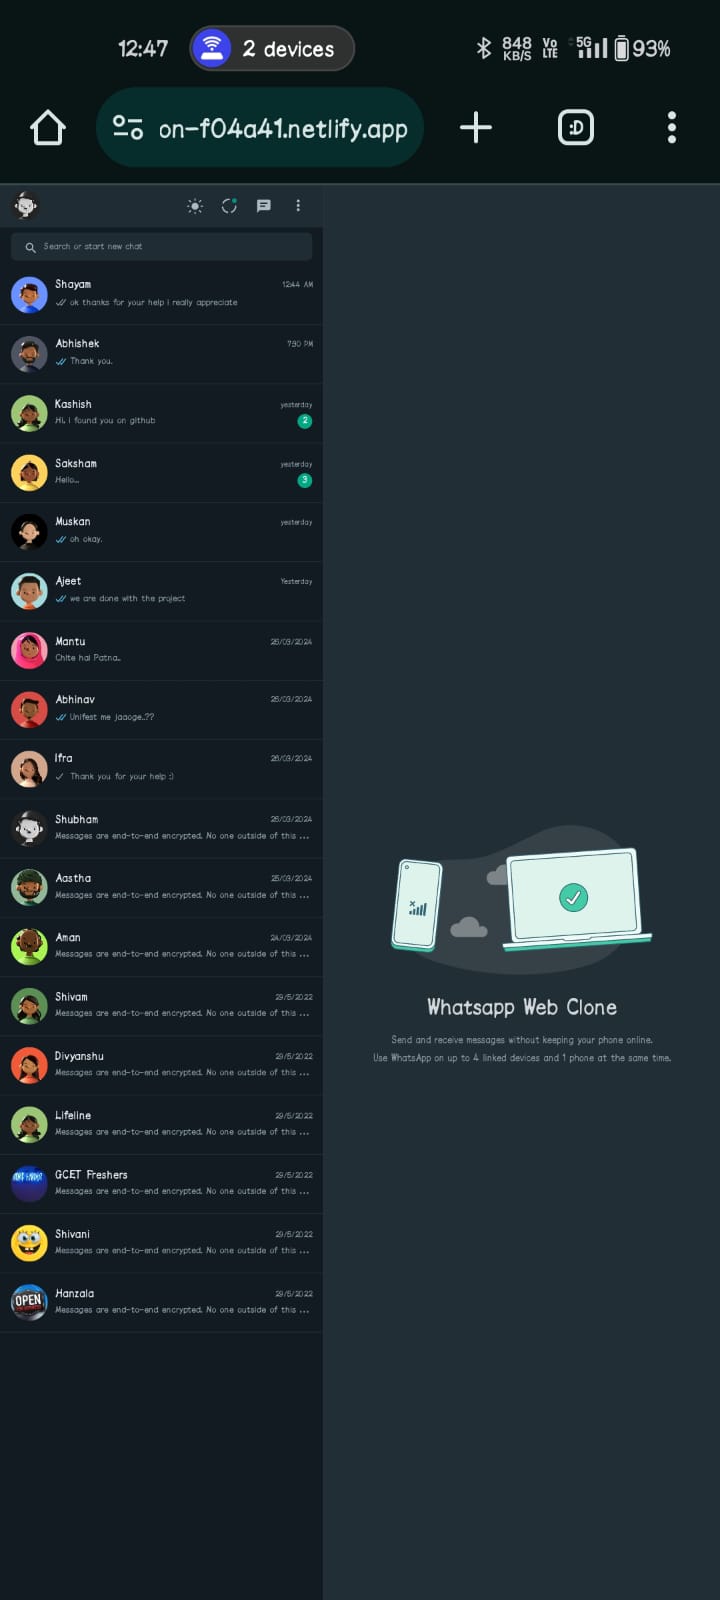 12:47
2 devices
848
KB/S
Vo
LTE
5G
93%
on-f04a41.netlify.app
:D
Search or start new chat
Shayam
12:44 AM
ok thanks for your help i really appreciate
Abhishek
7:30 PM
Thank you.
Kashish
yesterday
Hi, I found you on github
2
Saksham
yesterday
Hello...
3
Muskan
yesterday
oh okay.
Ajeet
Yesterday
we are done with the project
Mantu
26/03/2024
Chite hai Patna..
Abhinav
26/03/2024
Unifest me jaaoge..??
Ifra
26/03/2024
Thank you for your help :)
Shubham
26/03/2024
Messages are end-to-end encrypted. No one outside of this ...
Aastha
25/03/2024
Messages are end-to-end encrypted. No one outside of this ...
Aman
24/03/2024
Messages are end-to-end encrypted. No one outside of this ...
Shivam
29/5/2022
Messages are end-to-end encrypted. No one outside of this ...
Divyanshu
29/5/2022
Messages are end-to-end encrypted. No one outside of this ...
Lifeline
29/5/2022
Messages are end-to-end encrypted. No one outside of this ...
GCET Freshers
29/5/2022
Messages are end-to-end encrypted. No one outside of this ...
Shivani
29/5/2022
Messages are end-to-end encrypted. No one outside of this ...
OPEN
Hanzala
29/5/2022
Messages are end-to-end encrypted. No one outside of this ...
Whatsapp Web Clone
Send and receive messages without keeping your phone online.
Use WhatsApp on up to 4 linked devices and 1 phone at the same time.